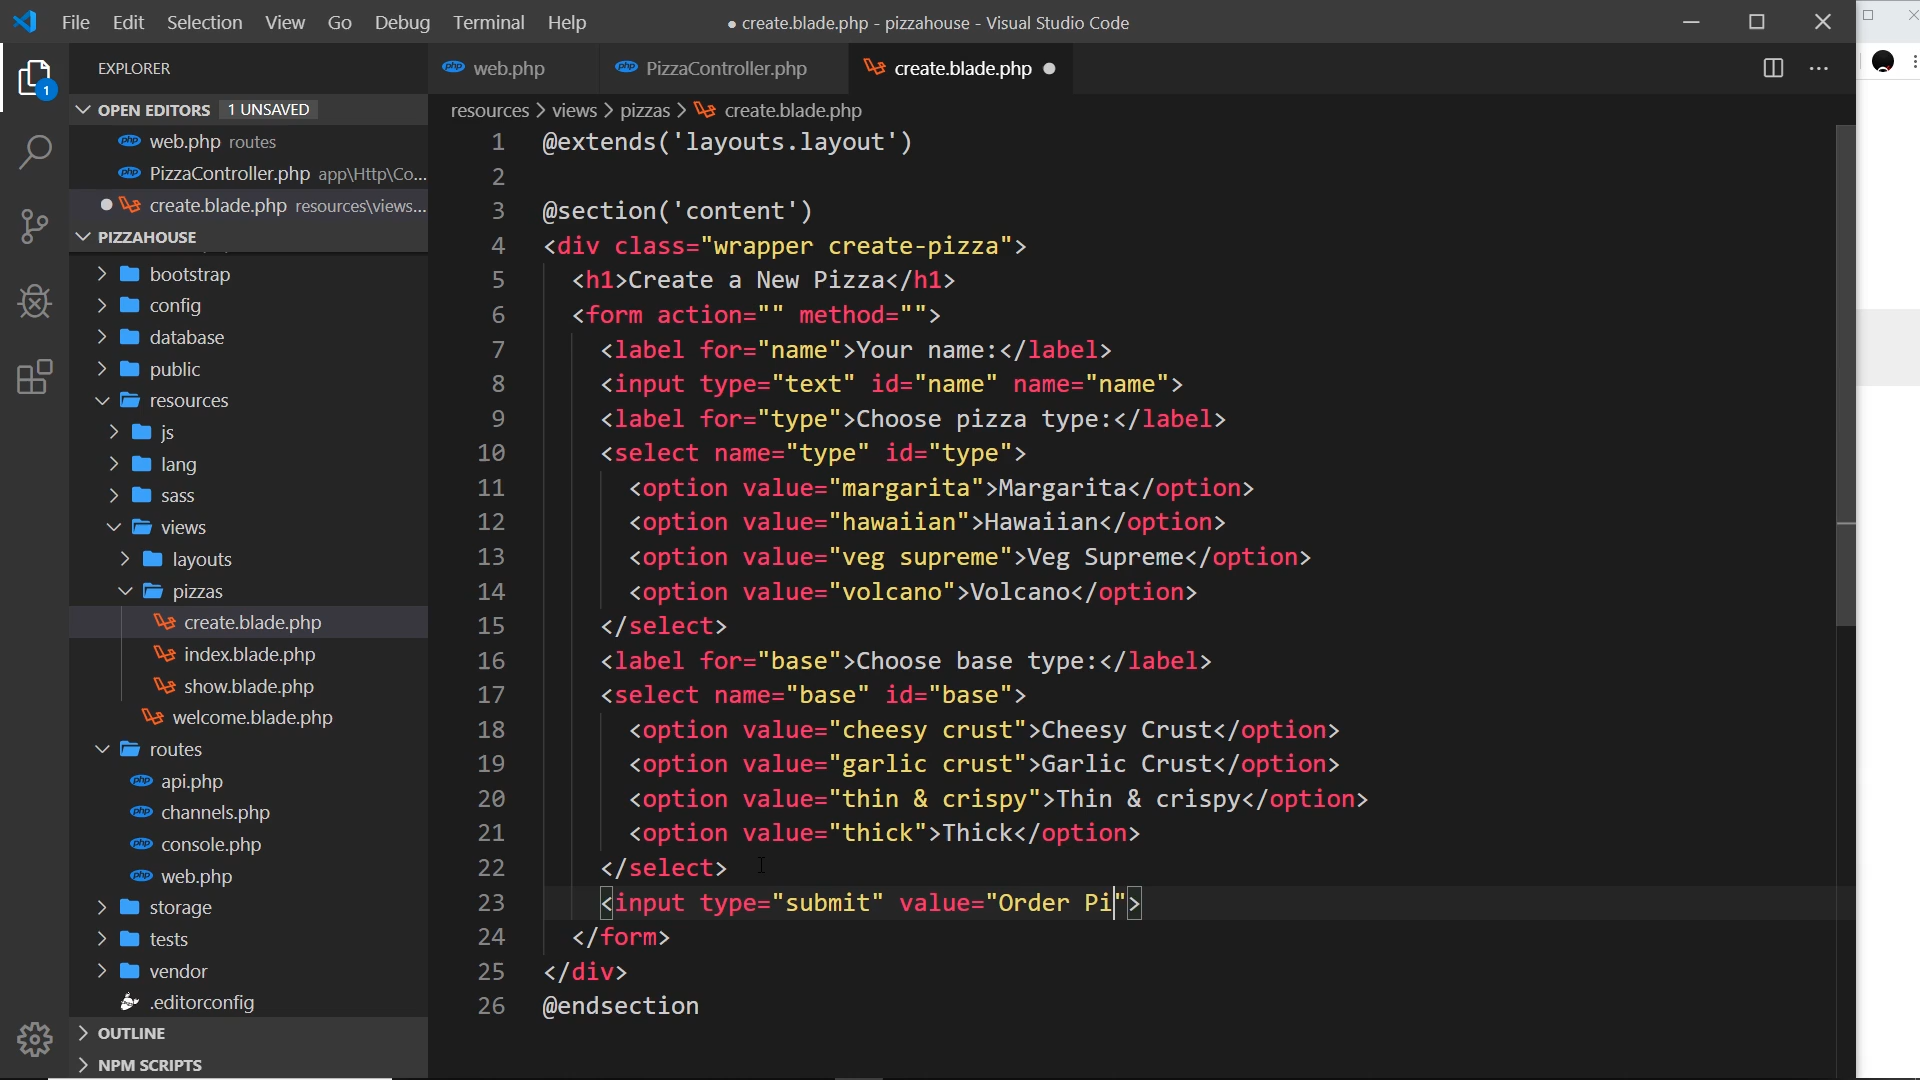 File Edit Selection View Go Debug Terminal Help
● create.blade.php - pizzahouse - Visual Studio Code
EXPLORER
OPEN EDITORS 1 UNSAVED
web.php routes
PizzaController.php app\Http\Co...
create.blade.php resources\views...
PIZZAHOUSE
bootstrap
config
database
public
resources
js
lang
sass
views
layouts
pizzas
create.blade.php
index.blade.php
show.blade.php
welcome.blade.php
routes
api.php
channels.php
console.php
web.php
storage
tests
vendor
.editorconfig
OUTLINE
NPM SCRIPTS
1
web.php PizzaController.php create.blade.php
resources > views > pizzas > create.blade.php
1 @extends('layouts.layout')
2
3 @section('content')
4 <div class="wrapper create-pizza">
5 <h1>Create a New Pizza</h1>
6 <form action="" method="">
7 <label for="name">Your name:</label>
8 <input type="text" id="name" name="name">
9 <label for="type">Choose pizza type:</label>
10 <select name="type" id="type">
11 <option value="margarita">Margarita</option>
12 <option value="hawaiian">Hawaiian</option>
13 <option value="veg supreme">Veg Supreme</option>
14 <option value="volcano">Volcano</option>
15 </select>
16 <label for="base">Choose base type:</label>
17 <select name="base" id="base">
18 <option value="cheesy crust">Cheesy Crust</option>
19 <option value="garlic crust">Garlic Crust</option>
20 <option value="thin & crispy">Thin & crispy</option>
21 <option value="thick">Thick</option>
22 </select>
23 <input type="submit" value="Order Pi">
24 </form>
25 </div>
26 @endsection